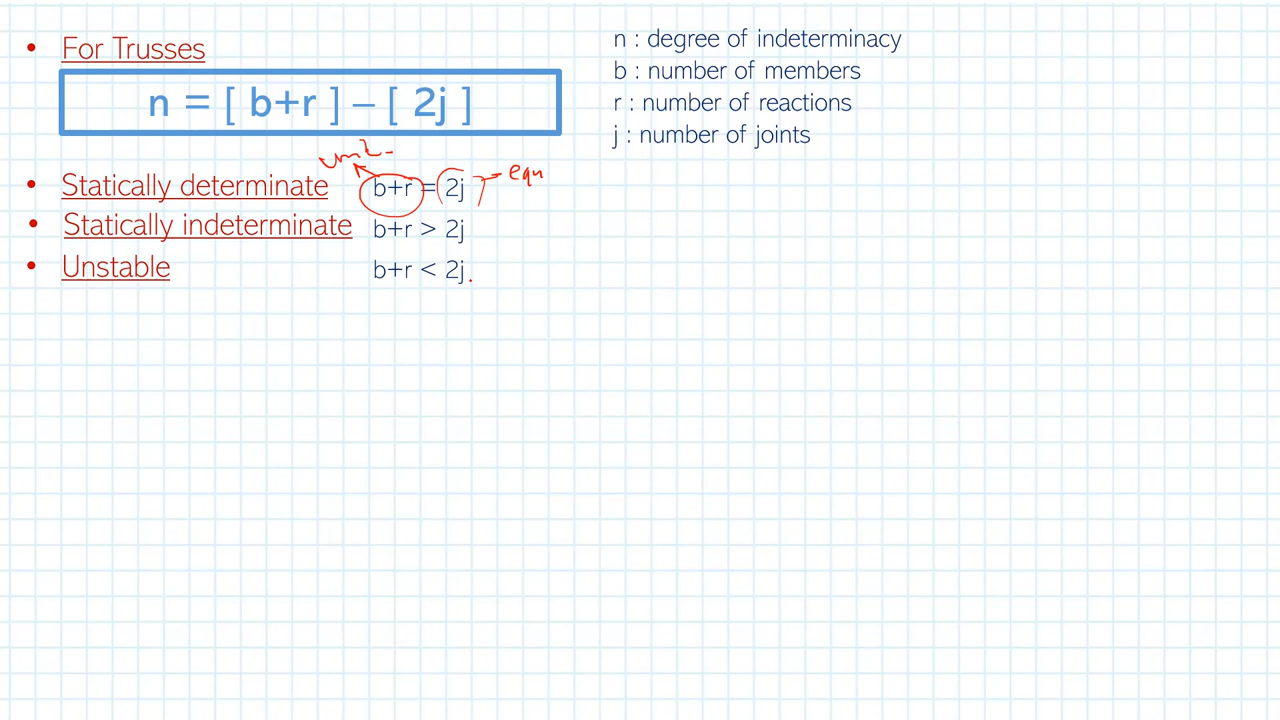 • For Trusses
n = [ b+r ] – [ 2j ]
n : degree of indeterminacy
b : number of members
r : number of reactions
j : number of joints
• Statically determinate b+r = 2j equn
• Statically indeterminate b+r > 2j
• Unstable b+r < 2j